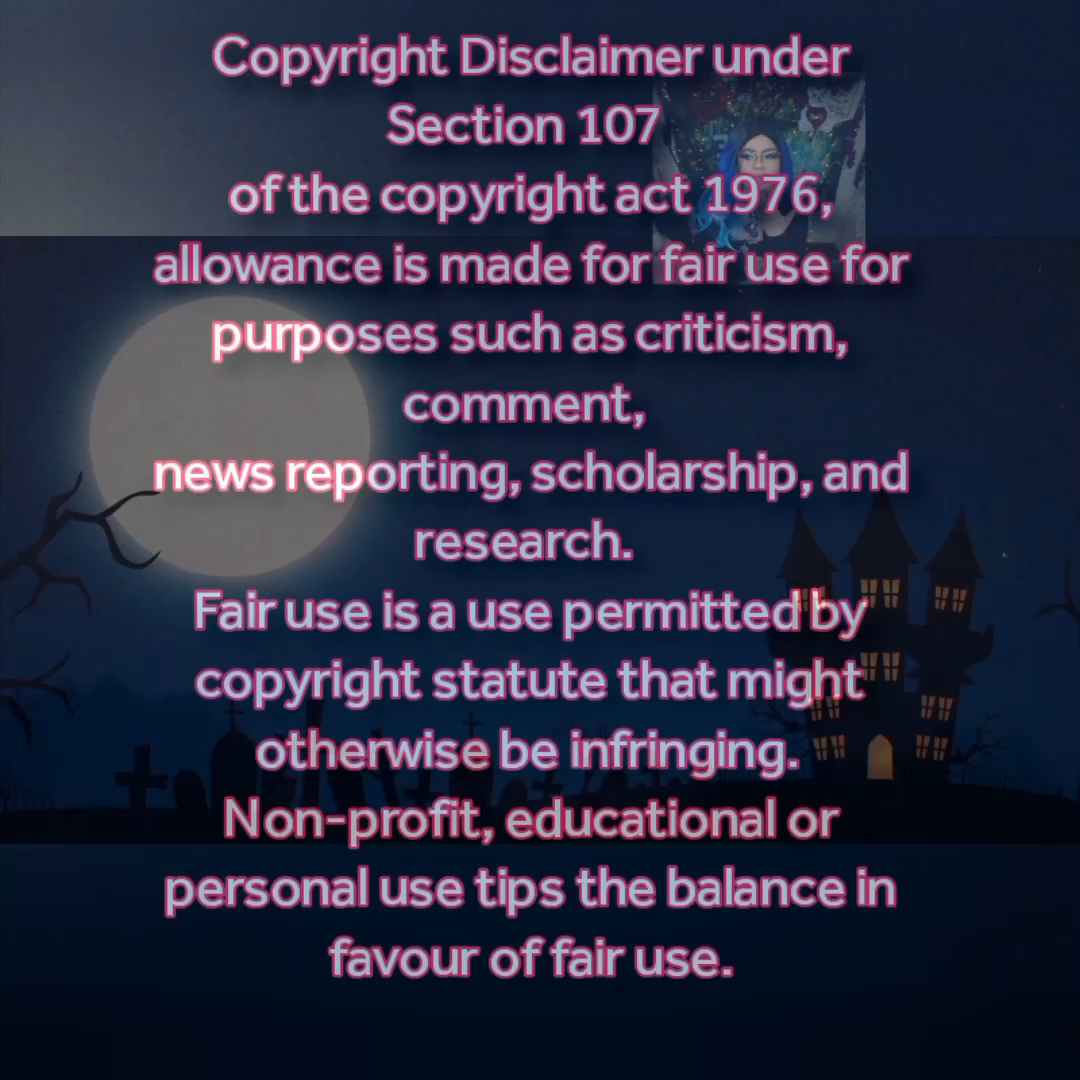 Copyright Disclaimer under
Section 107
of the copyright act 1976,
allowance is made for fair use for
purposes such as criticism,
comment,
news reporting, scholarship, and
research.
Fair use is a use permitted by
copyright statute that might
otherwise be infringing.
Non-profit, educational or
personal use tips the balance in
favour of fair use.